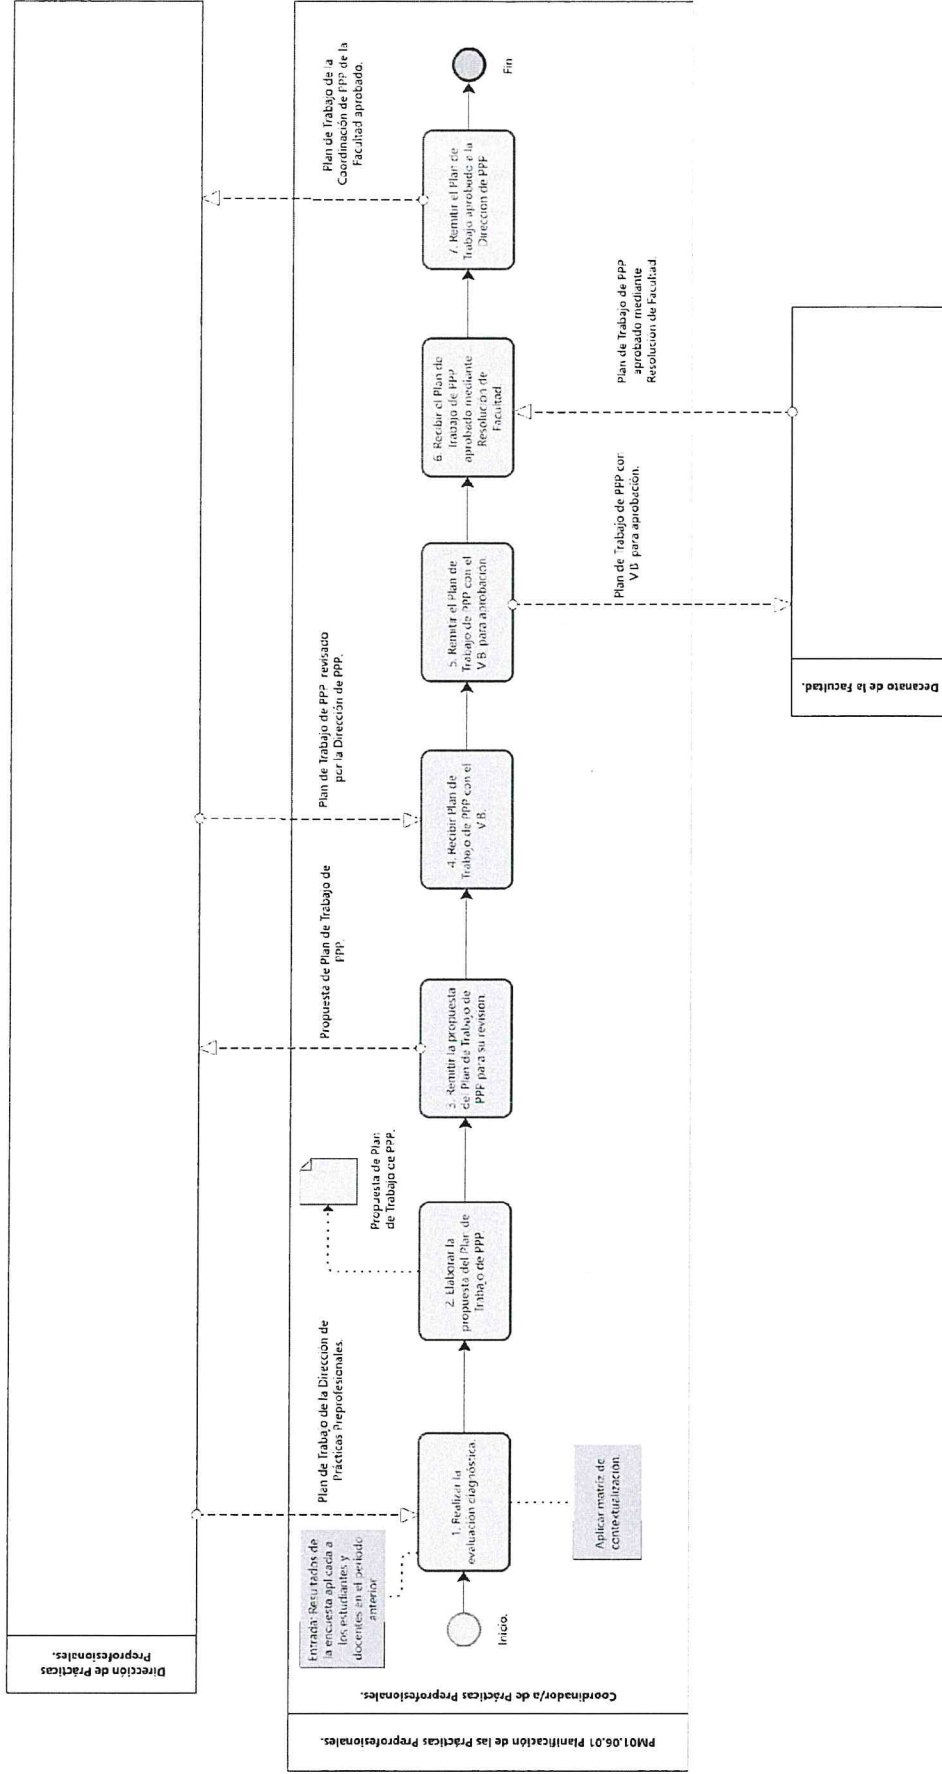 Dirección de Prácticas
Preprofesionales.
PM01.06.01 Planificación de las Prácticas Preprofesionales.
Coordinador/a de Prácticas Preprofesionales.
Inicio.
Entrada: Resultados de
la encuesta aplicada a
los estudiantes y
docentes en el periodo
anterior
Plan de Trabajo de la Dirección de
Prácticas Preprofesionales.
1. Realizar la
evaluación diagnóstica.
Aplicar matriz de
contextualización.
2. Elaborar la
propuesta del Plan de
Trabajo de PPP.
Propuesta de Plan
de Trabajo de PPP.
3. Remitir la propuesta
del Plan de Trabajo de
PPP para su revisión.
Propuesta de Plan de Trabajo de
PPP.
4. Recibir Plan de
Trabajo de PPP con el
V.B.
Plan de Trabajo de PPP revisado
por la Dirección de PPP.
5. Remitir el Plan de
Trabajo de PPP con el
V.B. para aprobación.
Plan de Trabajo de PPP con
V.B. para aprobación.
6. Recibir el Plan de
Trabajo de PPP
aprobado mediante
Resolución de
Facultad.
Plan de Trabajo de PPP
aprobado mediante
Resolución de Facultad.
7. Remitir el Plan de
Trabajo aprobado a la
Dirección de PPP
Plan de Trabajo de la
Coordinación de PPP de la
Facultad aprobado.
Fin
Decanato de la Facultad.